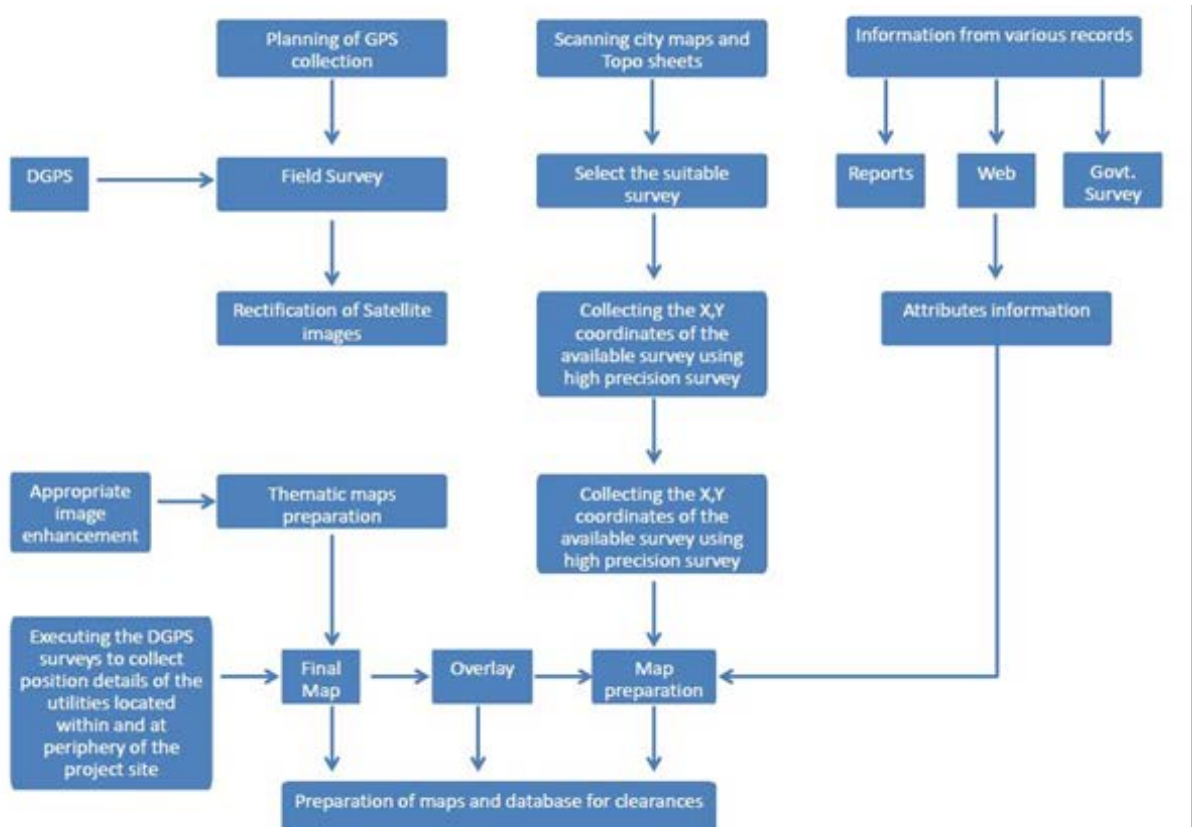 Planning of GPS
collection
Scanning city maps and
Topo sheets
Information from various records
DGPS
Field Survey
Select the suitable
survey
Reports
Web
Govt.
Survey
Rectification of Satellite
images
Collecting the X,Y
coordinates of the
available survey using
high precision survey
Attributes information
Appropriate
image
enhancement
Thematic maps
preparation
Collecting the X,Y
coordinates of the
available survey using
high precision survey
Executing the DGPS
surveys to collect
position details of the
utilities located
within and at
periphery of the
project site
Final
Map
Overlay
Map
preparation
Preparation of maps and database for clearances